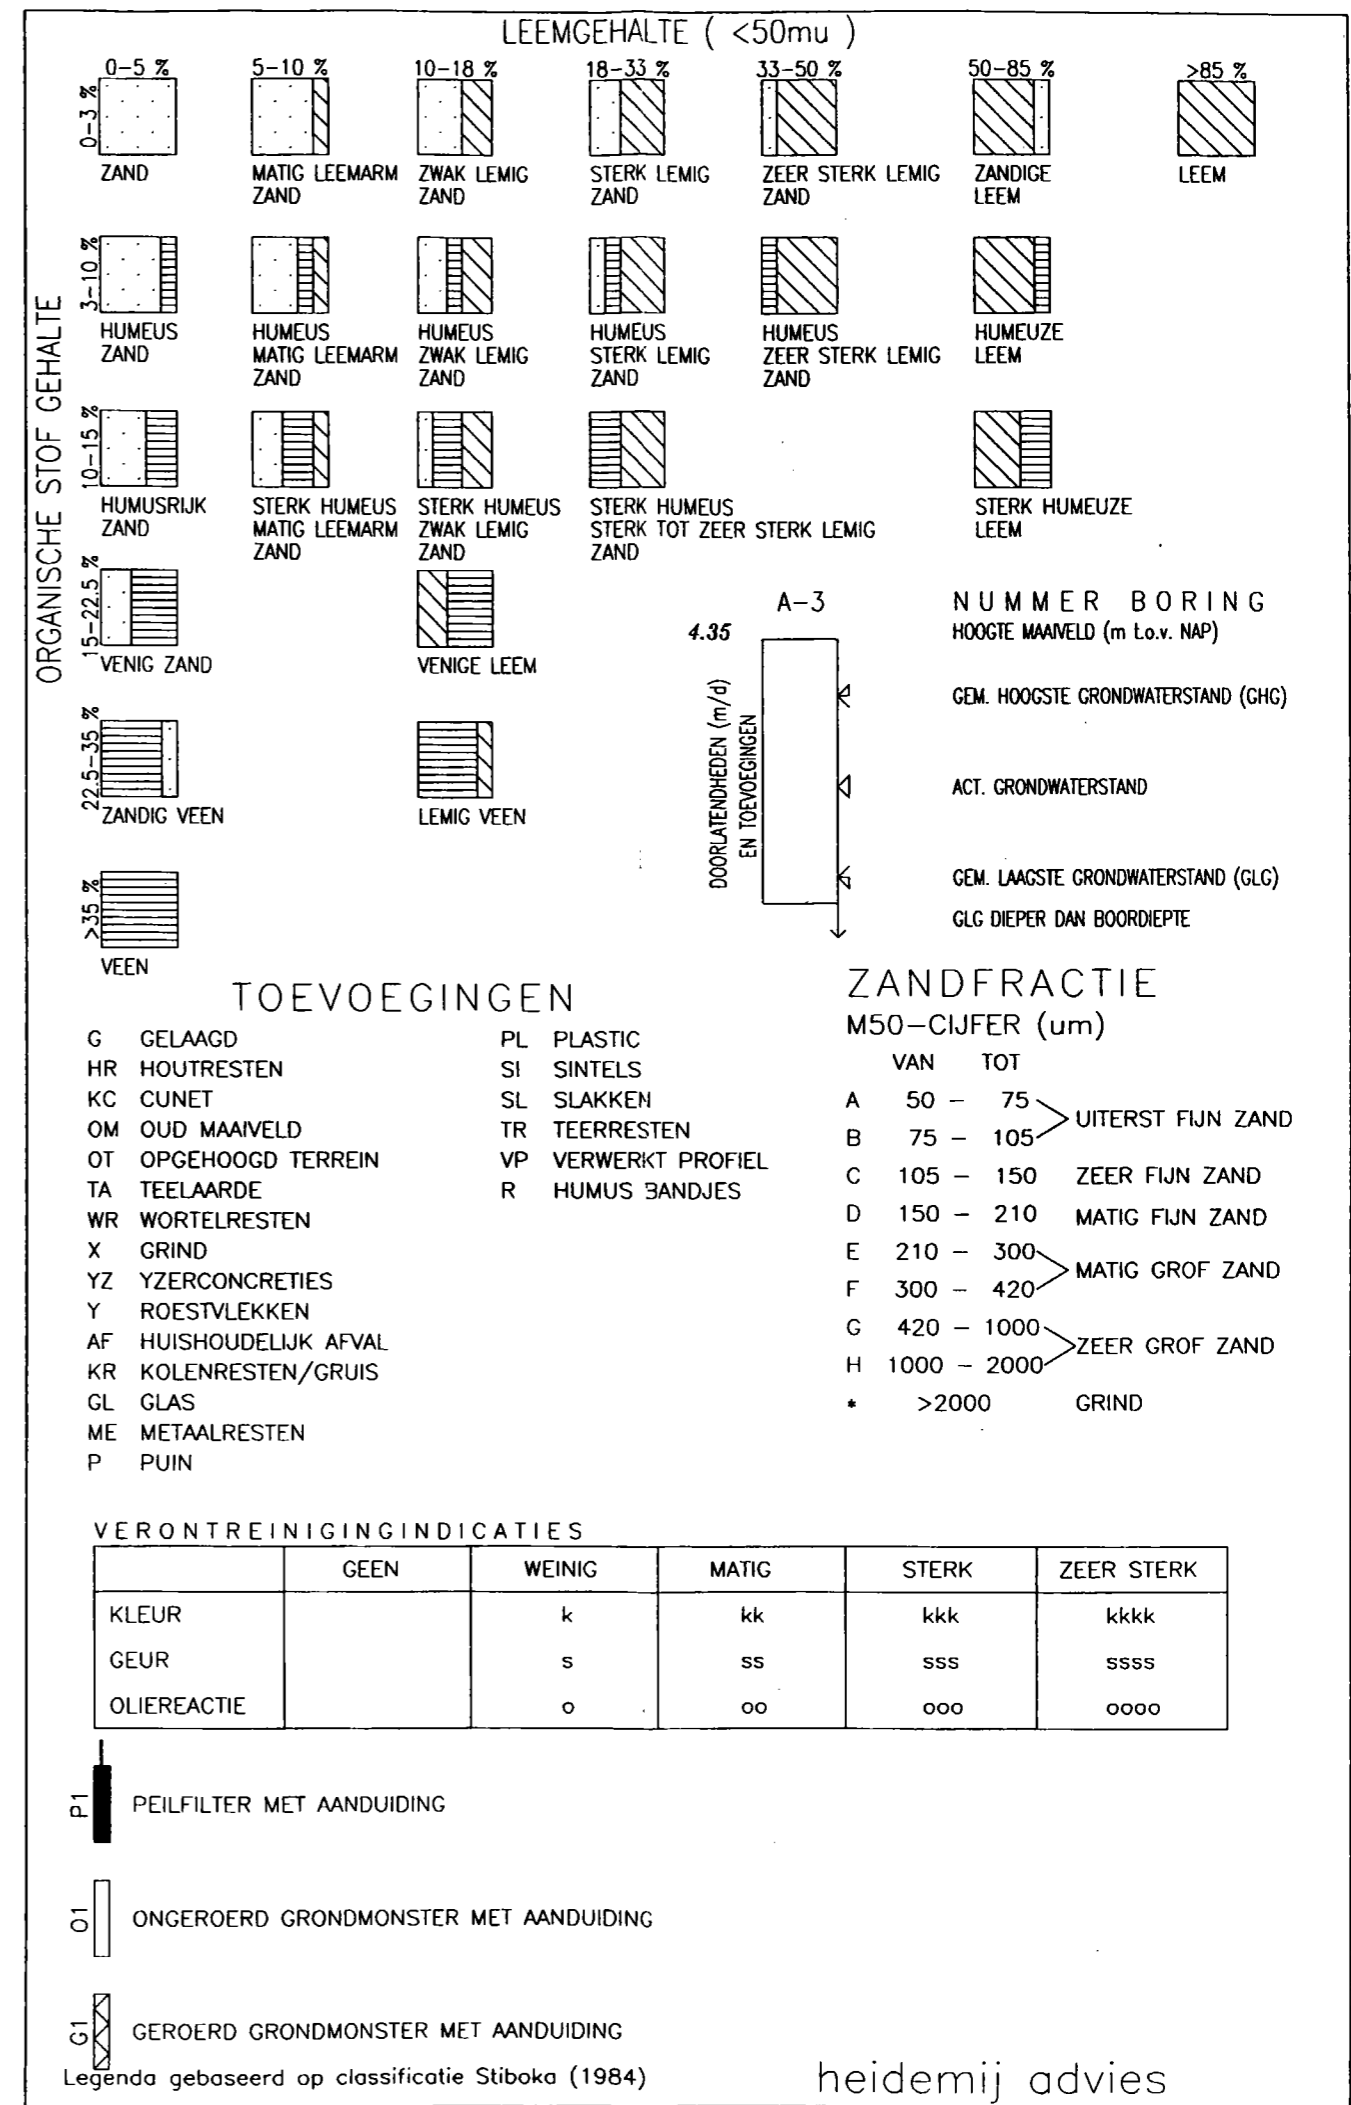 LEEMGEHALTE ( <50mu )
0-5 % 5-10 % 10-18 % 18-33 % 33-50 % 50-85 % >85 %
ORGANISCHE STOF GEHALTE
0-3 %
ZAND
MATIG LEEMARM
ZAND
ZWAK LEMIG
ZAND
STERK LEMIG
ZAND
ZEER STERK LEMIG
ZAND
ZANDIGE
LEEM
LEEM
3-10 %
HUMEUS
ZAND
HUMEUS
MATIG LEEMARM
ZAND
HUMEUS
ZWAK LEMIG
ZAND
HUMEUS
STERK LEMIG
ZAND
HUMEUS
ZEER STERK LEMIG
ZAND
HUMEUZE
LEEM
10-15 %
HUMUSRIJK
ZAND
STERK HUMEUS
MATIG LEEMARM
ZAND
STERK HUMEUS
ZWAK LEMIG
ZAND
STERK HUMEUS
STERK TOT ZEER STERK LEMIG
ZAND
STERK HUMEUZE
LEEM
15-22.5 %
VENIG ZAND
VENIGE LEEM
22.5-35 %
ZANDIG VEEN
LEMIG VEEN
>35 %
VEEN
A-3
4.35
DOORLATENDHEDEN (m/d)
EN TOEVOEGINGEN
NUMMER BORING
HOOGTE MAAIVELD (m t.o.v. NAP)
GEM. HOOGSTE GRONDWATERSTAND (GHG)
ACT. GRONDWATERSTAND
GEM. LAAGSTE GRONDWATERSTAND (GLG)
GLG DIEPER DAN BOORDIEPTE
TOEVOEGINGEN
G GELAAGD
HR HOUTRESTEN
KC CUNET
OM OUD MAAIVELD
OT OPGEHOOGD TERREIN
TA TEELAARDE
WR WORTELRESTEN
X GRIND
YZ YZERCONCRETIES
Y ROESTVLEKKEN
AF HUISHOUDELIJK AFVAL
KR KOLENRESTEN/GRUIS
GL GLAS
ME METAALRESTEN
P PUIN
PL PLASTIC
SI SINTELS
SL SLAKKEN
TR TEERRESTEN
VP VERWERKT PROFIEL
R HUMUS BANDJES
ZANDFRACTIE
M50-CIJFER (um)
VAN TOT
A 50 - 75
UITERST FIJN ZAND
B 75 - 105
C 105 - 150 ZEER FIJN ZAND
D 150 - 210 MATIG FIJN ZAND
E 210 - 300
MATIG GROF ZAND
F 300 - 420
G 420 - 1000
ZEER GROF ZAND
H 1000 - 2000
* >2000 GRIND
VERONTREINIGINGINDICATIES
GEEN WEINIG MATIG STERK ZEER STERK
KLEUR k kk kkk kkkk
GEUR s ss sss ssss
OLIEREACTIE o oo ooo oooo
P1 PEILFILTER MET AANDUIDING
O1 ONGEROERD GRONDMONSTER MET AANDUIDING
G1 GEROERD GRONDMONSTER MET AANDUIDING
Legenda gebaseerd op classificatie Stiboka (1984)
heidemij advies